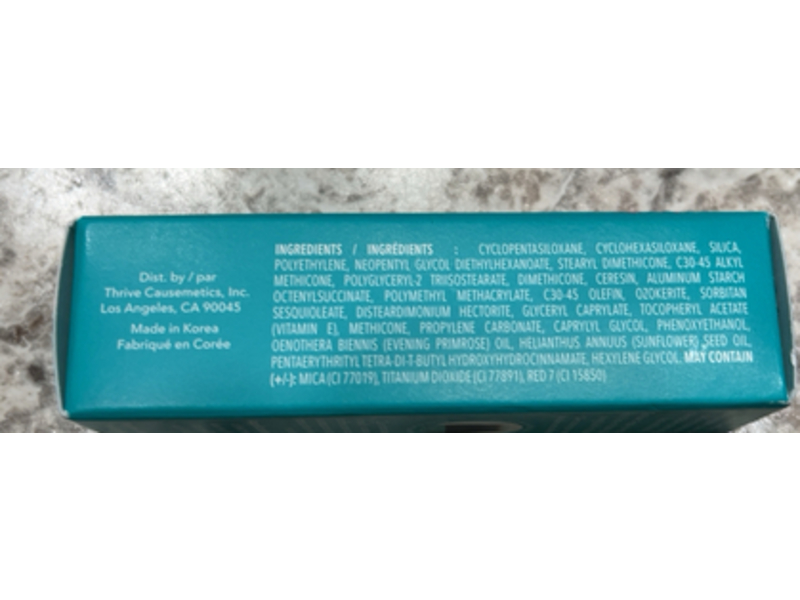 Dist. by / par
Thrive Causemetics, Inc.
Los Angeles, CA 90045
Made in Korea
Fabriqué en Corée
INGREDIENTS / INGRÉDIENTS : CYCLOPENTASILOXANE, CYCLOHEXASILOXANE, SILICA,
POLYETHYLENE, NEOPENTYL GLYCOL DIETHYLHEXANOATE, STEARYL DIMETHICONE, C30-45 ALKYL
METHICONE, POLYGLYCERYL-2 TRIISOSTEARATE, DIMETHICONE, CERESIN, ALUMINUM STARCH
OCTENYLSUCCINATE, POLYMETHYL METHACRYLATE, C30-45 OLEFIN, OZOKERITE, SORBITAN
SESQUIOLEATE, DISTEARDIMONIUM HECTORITE, GLYCERYL CAPRYLATE, TOCOPHERYL ACETATE
(VITAMIN E), METHICONE, PROPYLENE CARBONATE, CAPRYLYL GLYCOL, PHENOXYETHANOL,
OENOTHERA BIENNIS (EVENING PRIMROSE) OIL, HELIANTHUS ANNUUS (SUNFLOWER) SEED OIL,
PENTAERYTHRITYL TETRA-DI-T-BUTYL HYDROXYHYDROCINNAMATE, HEXYLENE GLYCOL. MAY CONTAIN
(+/-): MICA (CI 77019), TITANIUM DIOXIDE (CI 77891), RED 7 (CI 15850)